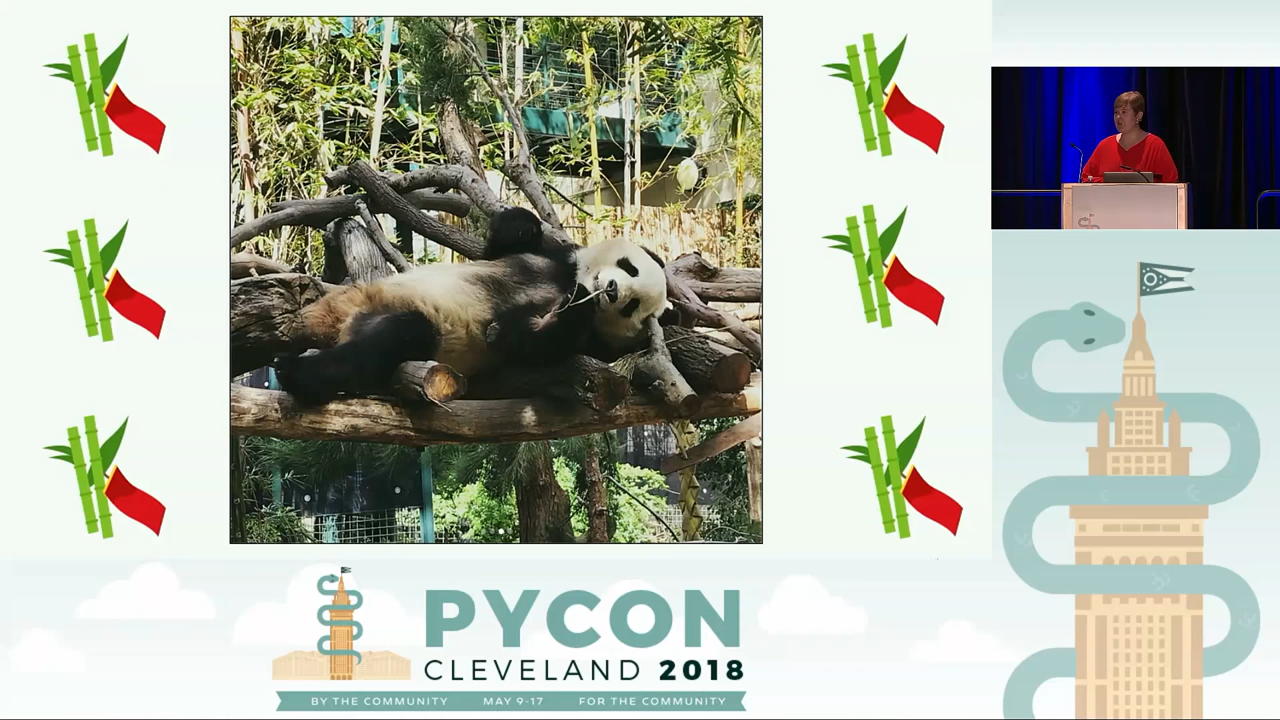 PYCON
CLEVELAND 2018
BY THE COMMUNITY MAY 9-17 FOR THE COMMUNITY